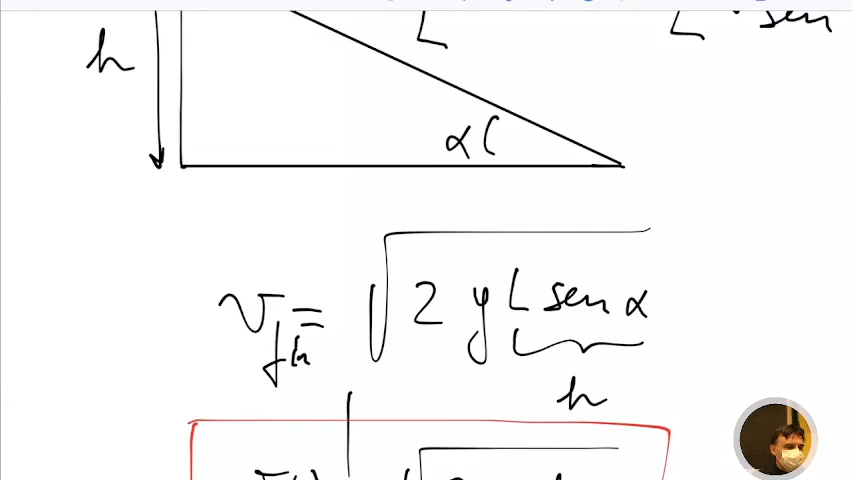 h L L · sen
α
v_fin = √2 g L sen α
h